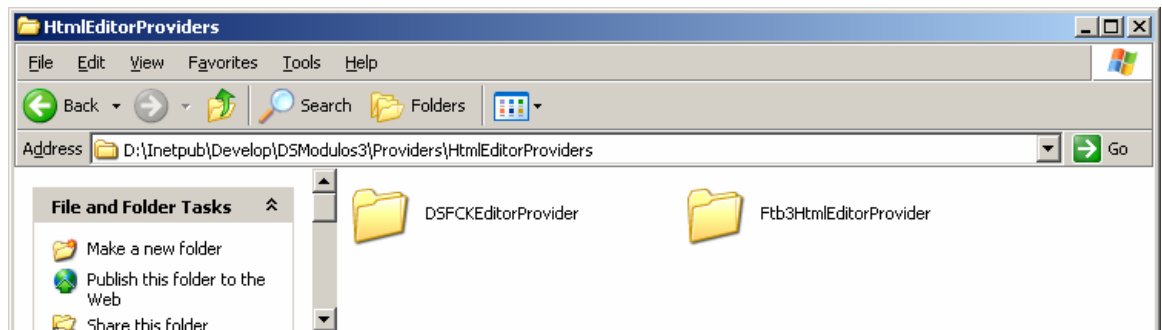 HtmlEditorProviders
File Edit View Favorites Tools Help
Back Search Folders
Address D:\Inetpub\Develop\DSModulos3\Providers\HtmlEditorProviders Go
File and Folder Tasks
Make a new folder
Publish this folder to the
Web
Share this folder
DSFCKEditorProvider Ftb3HtmlEditorProvider